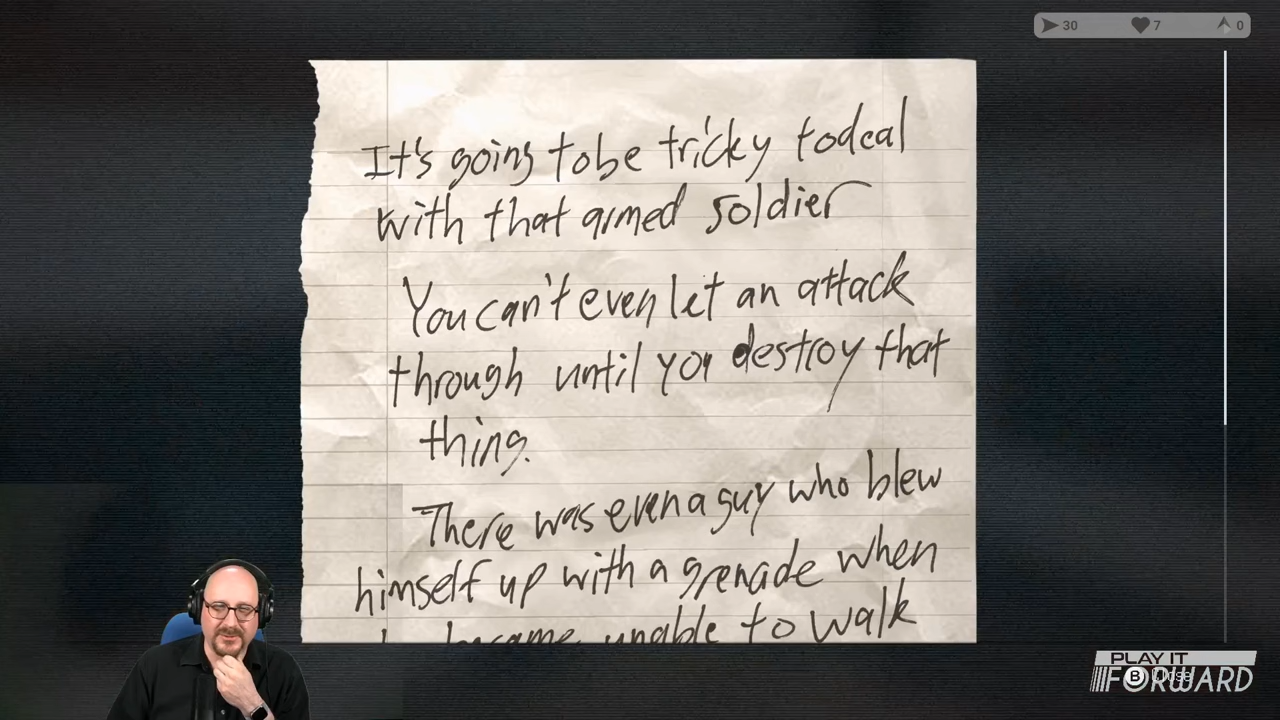 30 7 0
It's going tobe tricky todeal
with that armed soldier
You can't even let an attack
through until you destroy that
thing.
There was even a guy who blew
himself up with a grenade when
became unable to walk
PLAY IT
FORWARD
B Close